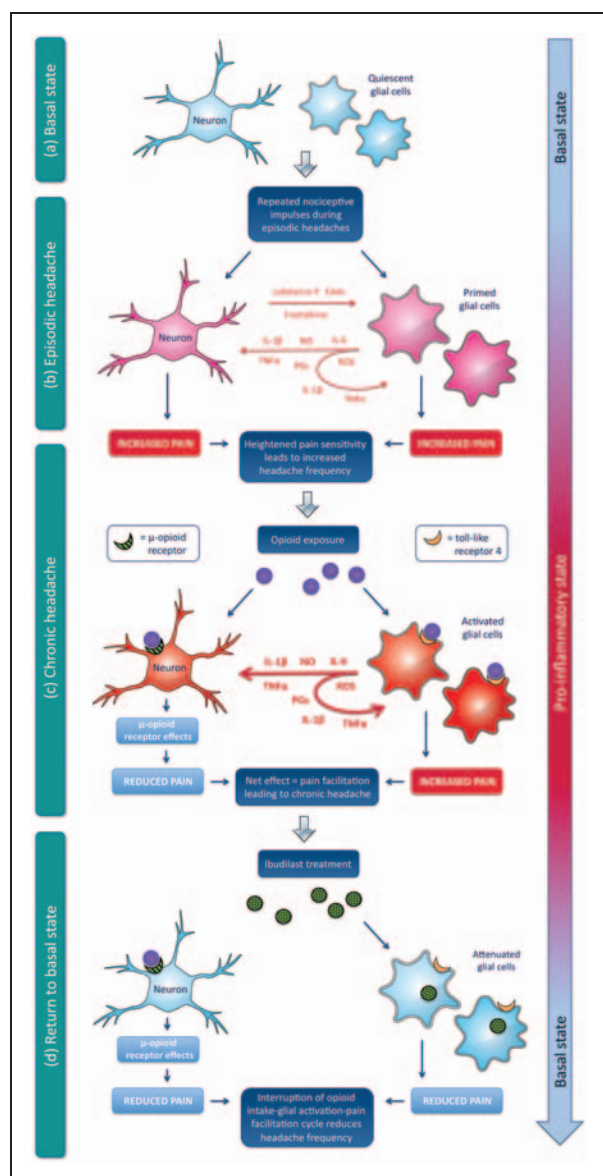 (a) Basal state
Neuron
Quiescent
glial cells
Basal state
Repeated nociceptive
impulses during
episodic headaches
(b) Episodic headache
Neuron
substance P
Fractalkine
IL-1β NO IL-6
TNFα ROS
PGs
IL-1β
TNFα
Primed
glial cells
INCREASED PAIN
Heightened pain sensitivity
leads to increased
headache frequency
INCREASED PAIN
(c) Chronic headache
= μ-opioid
receptor
Opioid exposure
= toll-like
receptor 4
Pro-inflammatory state
Neuron
IL-1β NO IL-6
TNFα ROS
PGs
IL-1β TNFα
Activated
glial cells
μ-opioid
receptor effects
REDUCED PAIN
Net effect = pain facilitation
leading to chronic headache
INCREASED PAIN
Ibudilast treatment
(d) Return to basal state
Neuron
Attenuated
glial cells
μ-opioid
receptor effects
REDUCED PAIN
Interruption of opioid
intake-glial activation-pain
facilitation cycle reduces
headache frequency
REDUCED PAIN
Basal state